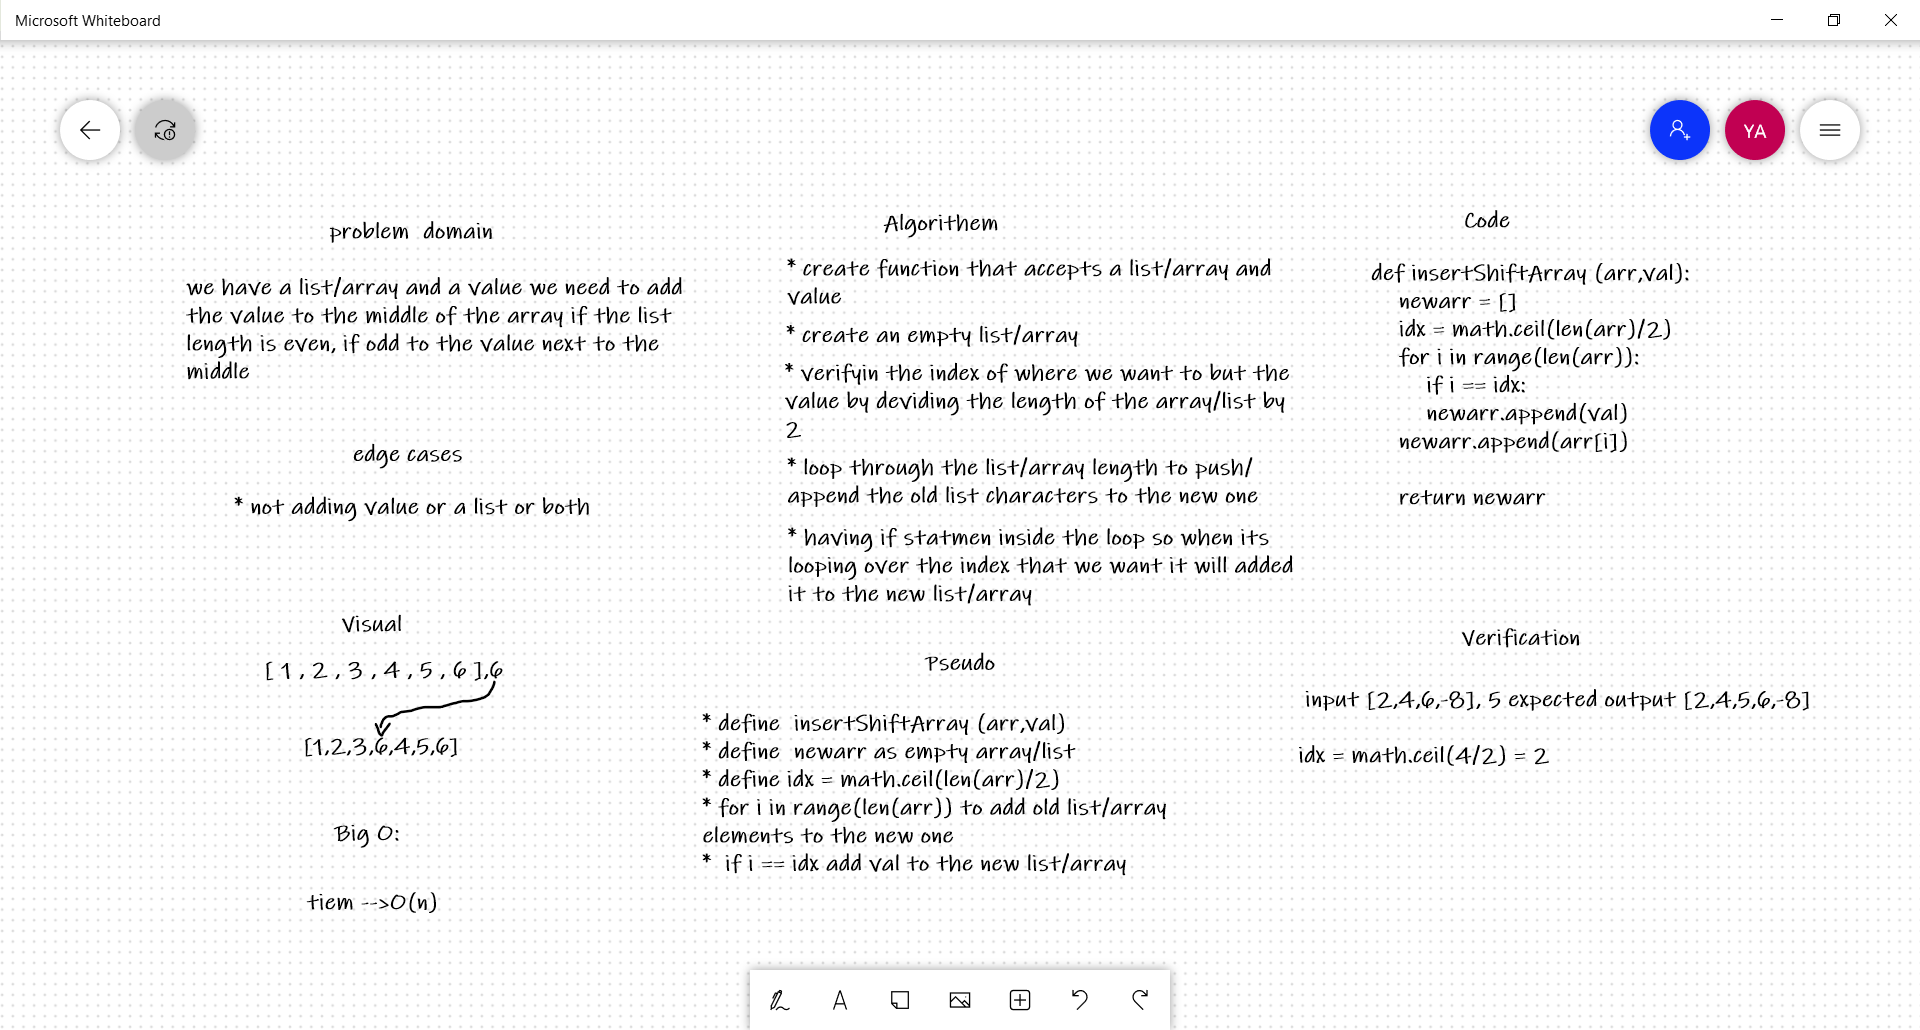 Microsoft Whiteboard
YA
problem domain
we have a list/array and a value we need to add
the value to the middle of the array if the list
length is even, if odd to the value next to the
middle
edge cases
* not adding value or a list or both
Visual
[ 1 , 2 , 3 , 4 , 5 , 6 ],6
[1,2,3,6,4,5,6]
Big O:
tiem -->O(n)
Algorithem
* create function that accepts a list/array and
value
* create an empty list/array
* verifyin the index of where we want to but the
value by deviding the length of the array/list by
2
* loop through the list/array length to push/
append the old list characters to the new one
* having if statmen inside the loop so when its
looping over the index that we want it will added
it to the new list/array
Pseudo
* define insertShiftArray (arr,val)
* define newarr as empty array/list
* define idx = math.ceil(len(arr)/2)
* for i in range(len(arr)) to add old list/array
elements to the new one
* if i == idx add val to the new list/array
Code
def insertShiftArray (arr,val):
newarr = []
idx = math.ceil(len(arr)/2)
for i in range(len(arr)):
if i == idx:
newarr.append(val)
newarr.append(arr[i])
return newarr
Verification
input [2,4,6,-8], 5 expected output [2,4,5,6,-8]
idx = math.ceil(4/2) = 2